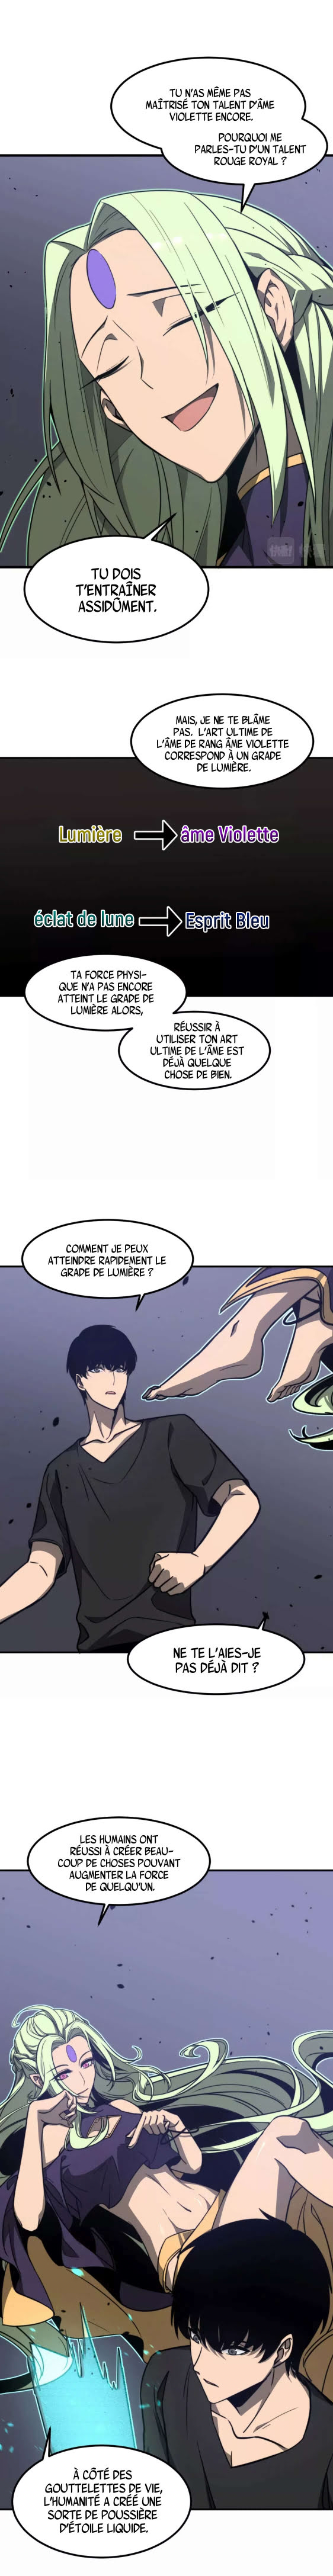 TU N'AS MÊME PAS
MAÎTRISÉ TON TALENT D'ÂME
VIOLETTE ENCORE.
POURQUOI ME
PARLES-TU D'UN TALENT
ROUGE ROYAL ?
TU DOIS
T'ENTRAÎNER
ASSIDÛMENT.
MAIS, JE NE TE BLÂME
PAS. L'ART ULTIME DE
L'ÂME DE RANG ÂME VIOLETTE
CORRESPOND À UN GRADE
DE LUMIÈRE.
Lumière → âme Violette
éclat de lune → Esprit Bleu
TA FORCE PHYSI-
QUE N'A PAS ENCORE
ATTEINT LE GRADE DE
LUMIÈRE ALORS,
RÉUSSIR À
UTILISER TON ART
ULTIME DE L'ÂME EST
DÉJÀ QUELQUE
CHOSE DE BIEN.
COMMENT JE PEUX
ATTEINDRE RAPIDEMENT LE
GRADE DE LUMIÈRE ?
NE TE L'AIES-JE
PAS DÉJÀ DIT ?
LES HUMAINS ONT
RÉUSSI À CRÉER BEAU-
COUP DE CHOSES POUVANT
AUGMENTER LA FORCE
DE QUELQU'UN.
À CÔTÉ DES
GOUTTELETTES DE VIE,
L'HUMANITÉ A CRÉÉ UNE
SORTE DE POUSSIÈRE
D'ÉTOILE LIQUIDE.